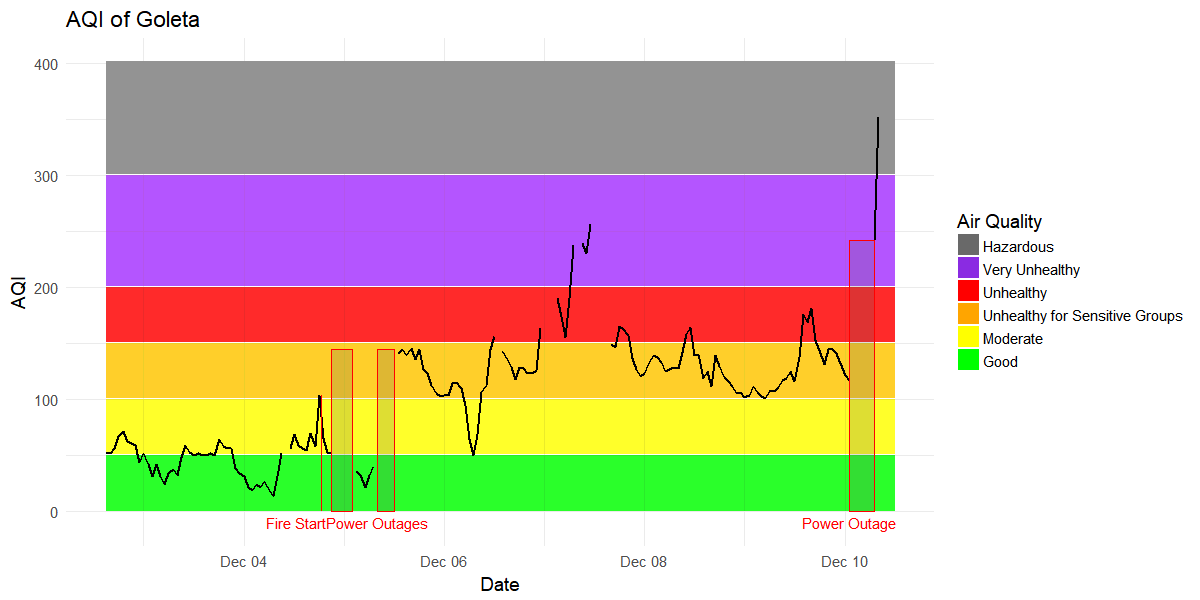 AQI of Goleta
400
300
200
100
0
AQI
Fire Start
Power Outages
Power Outage
Dec 04
Dec 06
Dec 08
Dec 10
Date
Air Quality
Hazardous
Very Unhealthy
Unhealthy
Unhealthy for Sensitive Groups
Moderate
Good